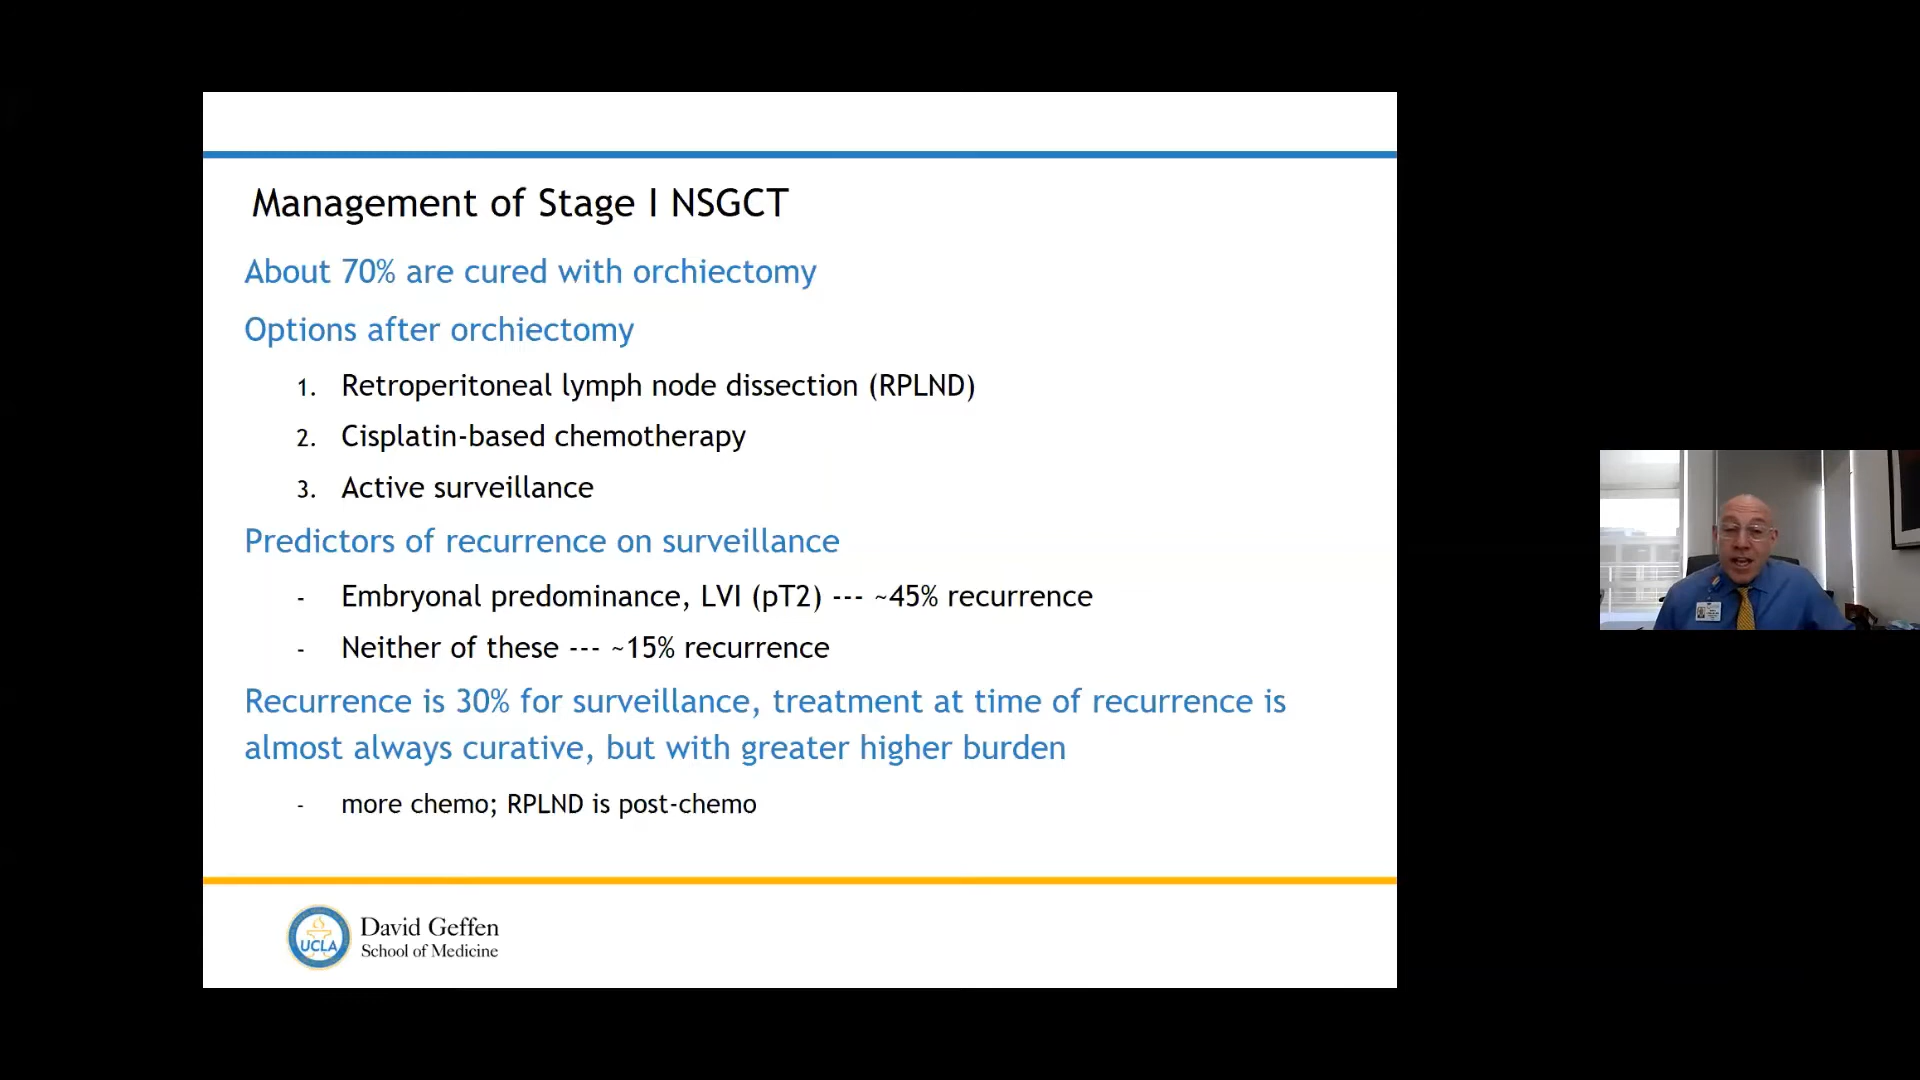 Management of Stage I NSGCT
About 70% are cured with orchiectomy
Options after orchiectomy
1. Retroperitoneal lymph node dissection (RPLND)
2. Cisplatin-based chemotherapy
3. Active surveillance
Predictors of recurrence on surveillance
- Embryonal predominance, LVI (pT2) --- ~45% recurrence
- Neither of these --- ~15% recurrence
Recurrence is 30% for surveillance, treatment at time of recurrence is
almost always curative, but with greater higher burden
- more chemo; RPLND is post-chemo
UCLA
David Geffen
School of Medicine